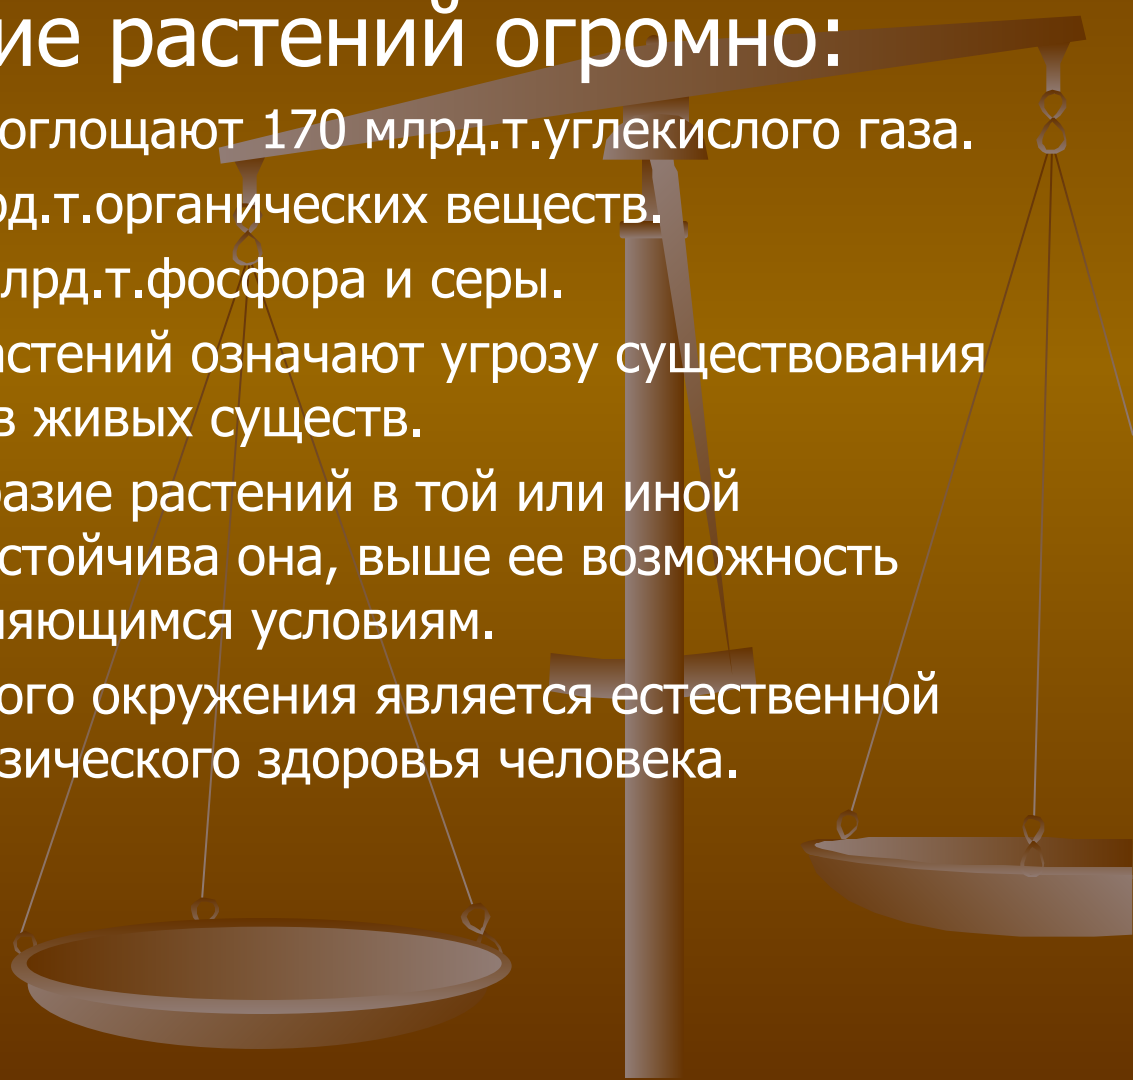 ие растений огромно:
оглощают 170 млрд.т.углекислого газа.
рд.т.органических веществ.
лрд.т.фосфора и серы.
астений означают угрозу существования
в живых существ.
разие растений в той или иной
стойчива она, выше ее возможность
няющимся условиям.
ого окружения является естественной
зического здоровья человека.